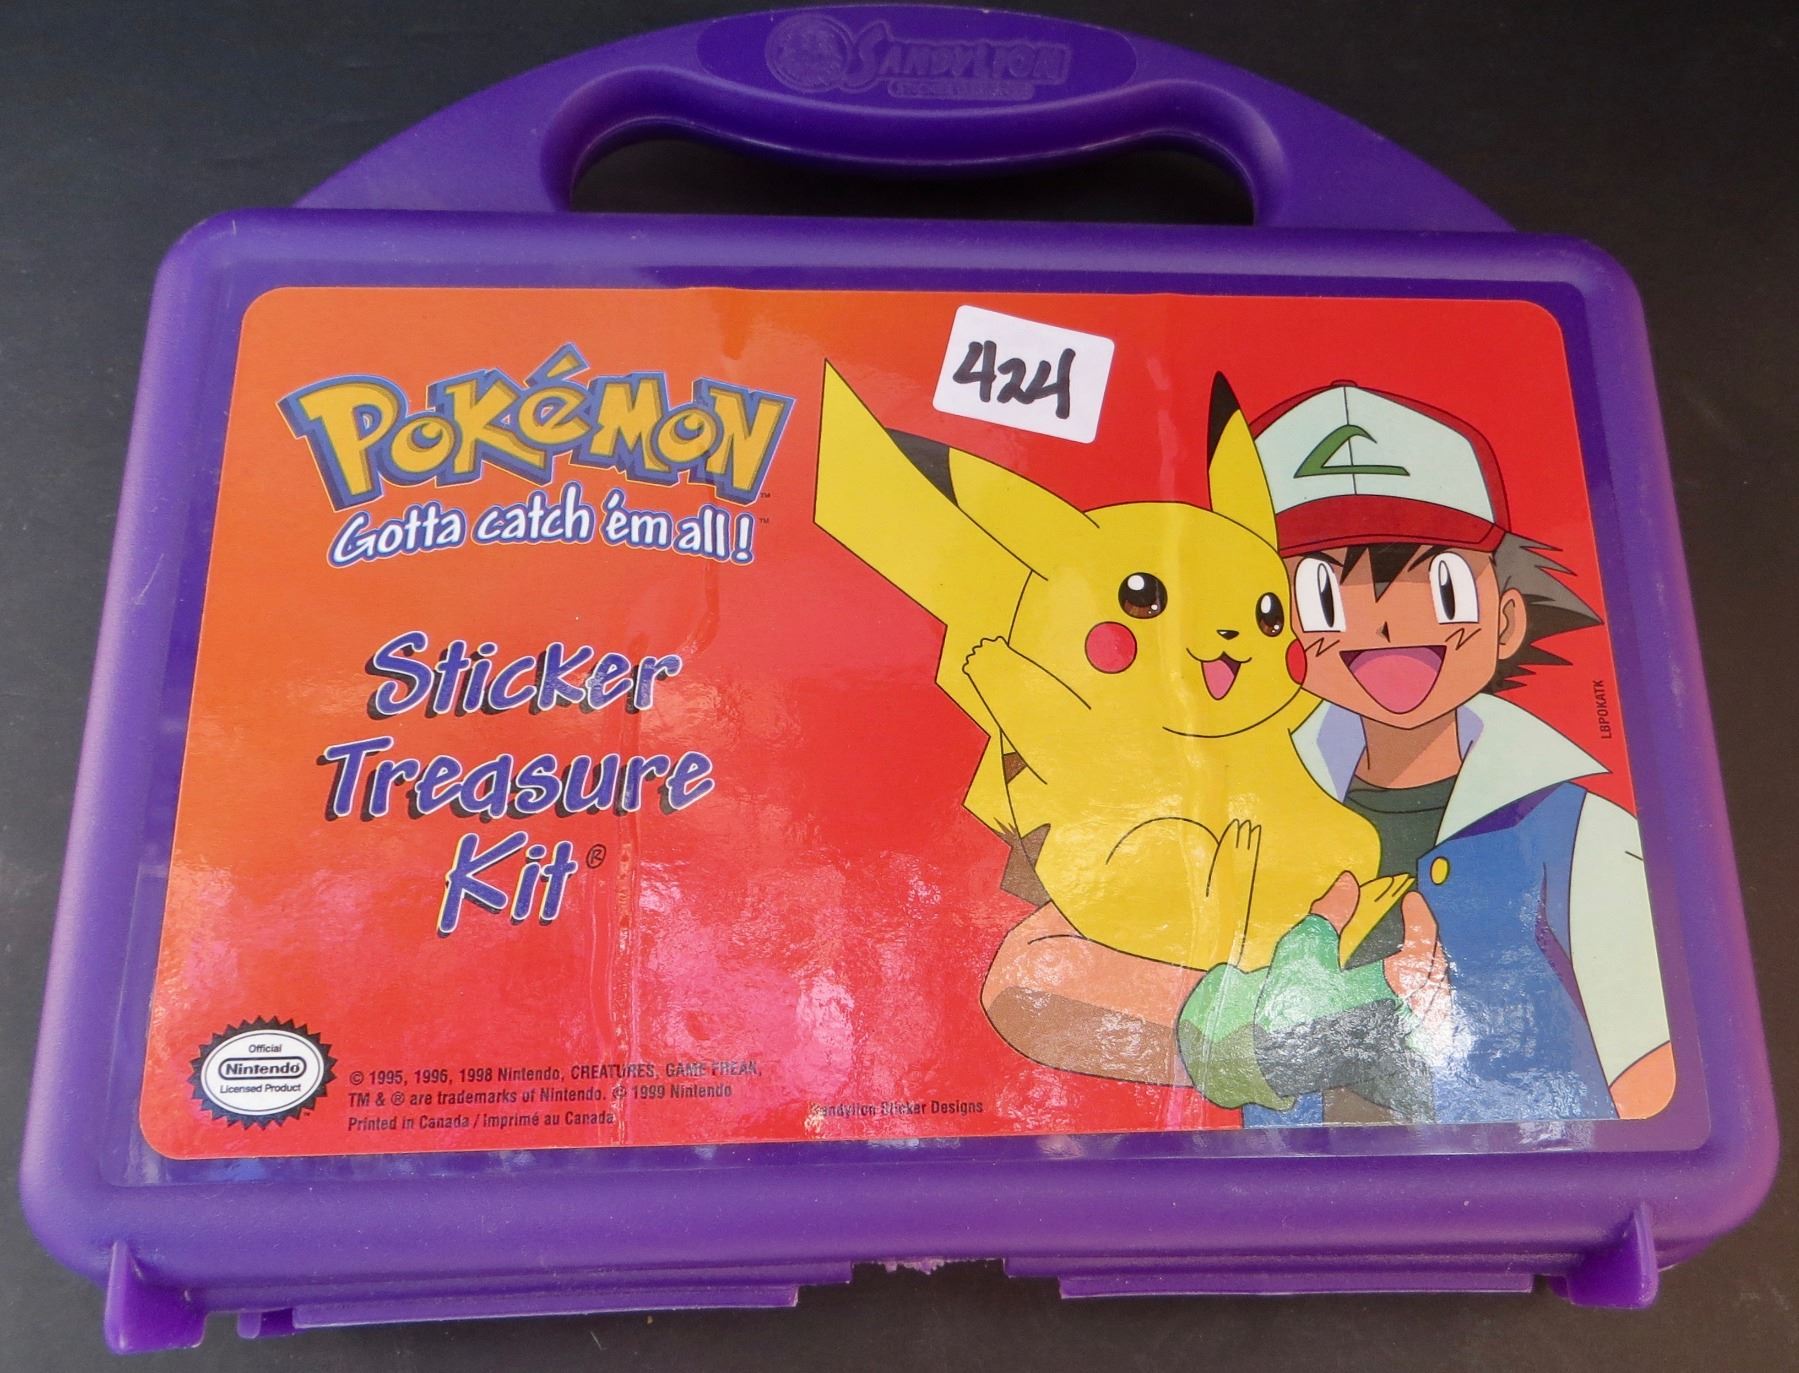 SANDYLION
424
POKéMON
TM
Gotta catch 'em all!
TM
Sticker
Treasure
Kit®
LBPOKATK
Official
Nintendo
Licensed Product
© 1995, 1996, 1998 Nintendo, CREATURES, GAME FREAK,
TM & ® are trademarks of Nintendo. © 1999 Nintendo
Printed in Canada / Imprimé au Canada
Sandylion Sticker Designs